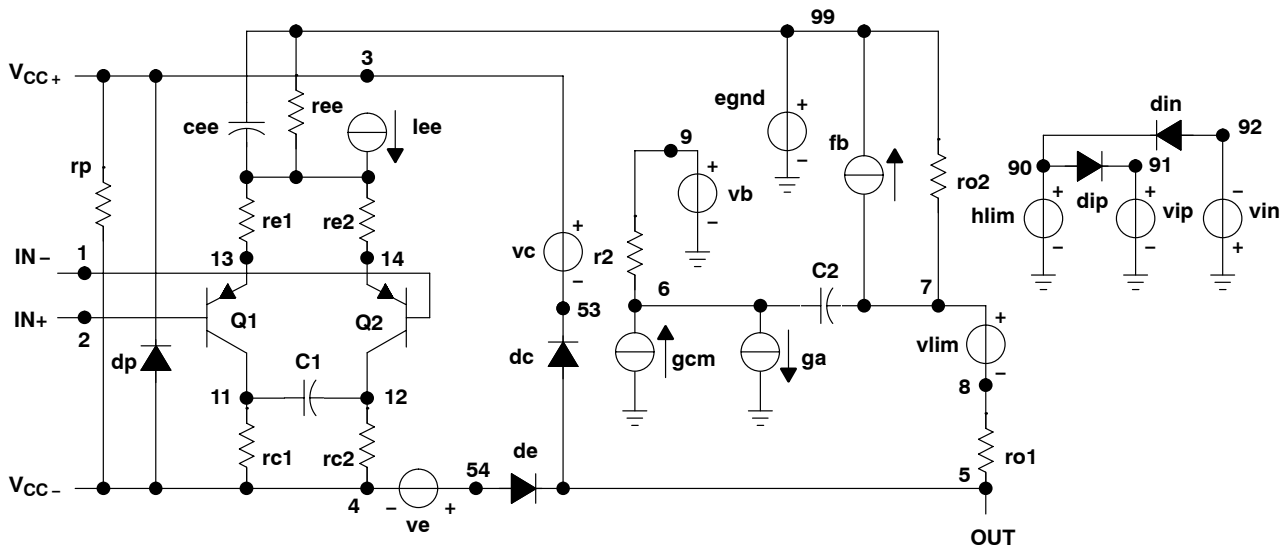 99
3
VCC+
ree
cee
Iee
egnd
din
92
9
fb
rp
90
91
vb
ro2
re1
re2
hlim
dip
vip
vin
vc
r2
1
IN−
13
14
C2
6
7
53
IN+
2
Q1
Q2
vlim
dp
C1
dc
gcm
ga
8
11
12
rc1
rc2
de
ro1
54
5
VCC−
4
ve
OUT
+
−
+
−
+
−
+
−
+
−
−
+
+
−
−
+